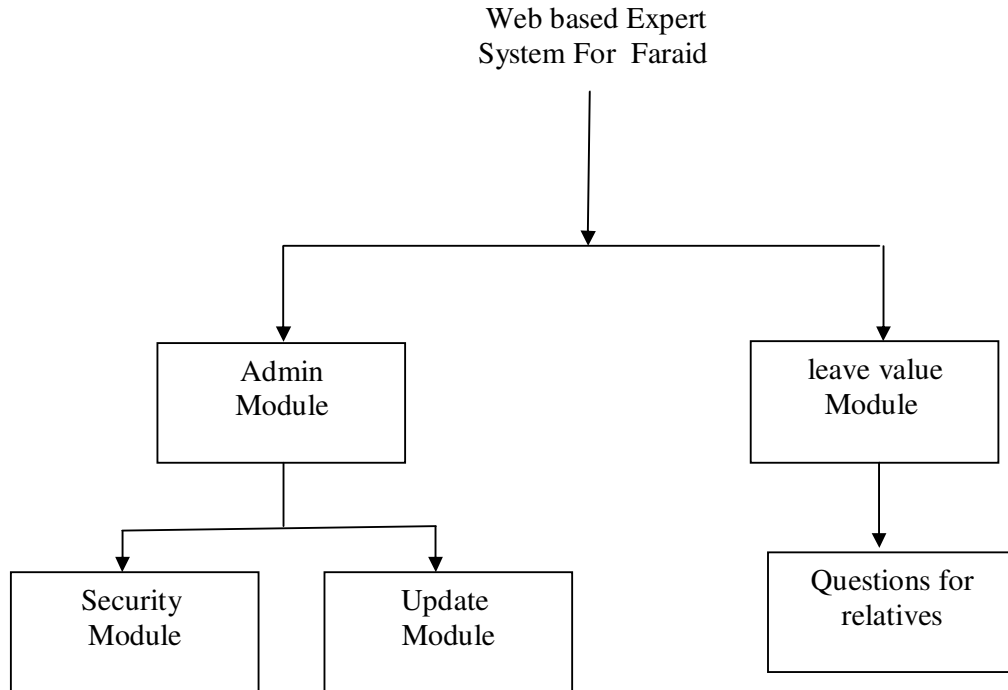 Web based Expert
System For Faraid
Admin
Module
leave value
Module
Security
Module
Update
Module
Questions for
relatives